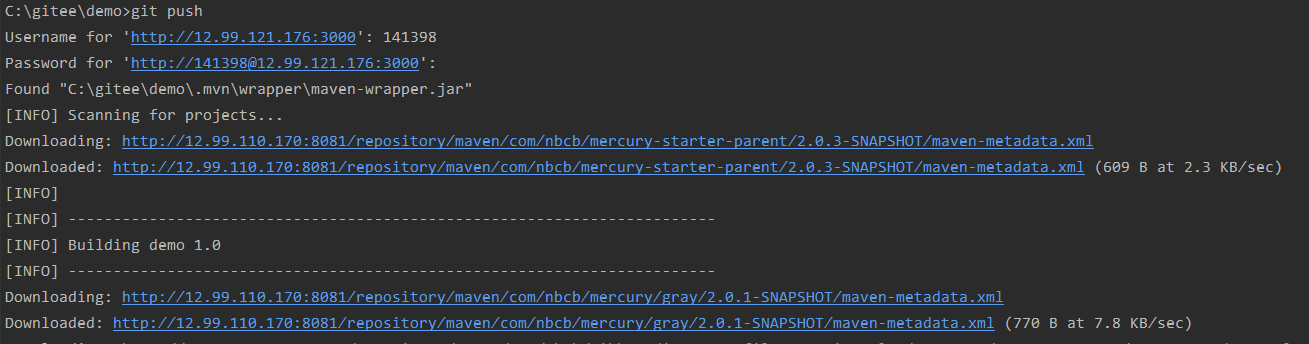 C:\gitee\demo>git push
Username for 'http://12.99.121.176:3000': 141398
Password for 'http://141398@12.99.121.176:3000':
Found "C:\gitee\demo\.mvn\wrapper\maven-wrapper.jar"
[INFO] Scanning for projects...
Downloading: http://12.99.110.170:8081/repository/maven/com/nbcb/mercury-starter-parent/2.0.3-SNAPSHOT/maven-metadata.xml
Downloaded: http://12.99.110.170:8081/repository/maven/com/nbcb/mercury-starter-parent/2.0.3-SNAPSHOT/maven-metadata.xml (609 B at 2.3 KB/sec)
[INFO]
[INFO] ------------------------------------------------------------------------
[INFO] Building demo 1.0
[INFO] ------------------------------------------------------------------------
Downloading: http://12.99.110.170:8081/repository/maven/com/nbcb/mercury/gray/2.0.1-SNAPSHOT/maven-metadata.xml
Downloaded: http://12.99.110.170:8081/repository/maven/com/nbcb/mercury/gray/2.0.1-SNAPSHOT/maven-metadata.xml (770 B at 7.8 KB/sec)